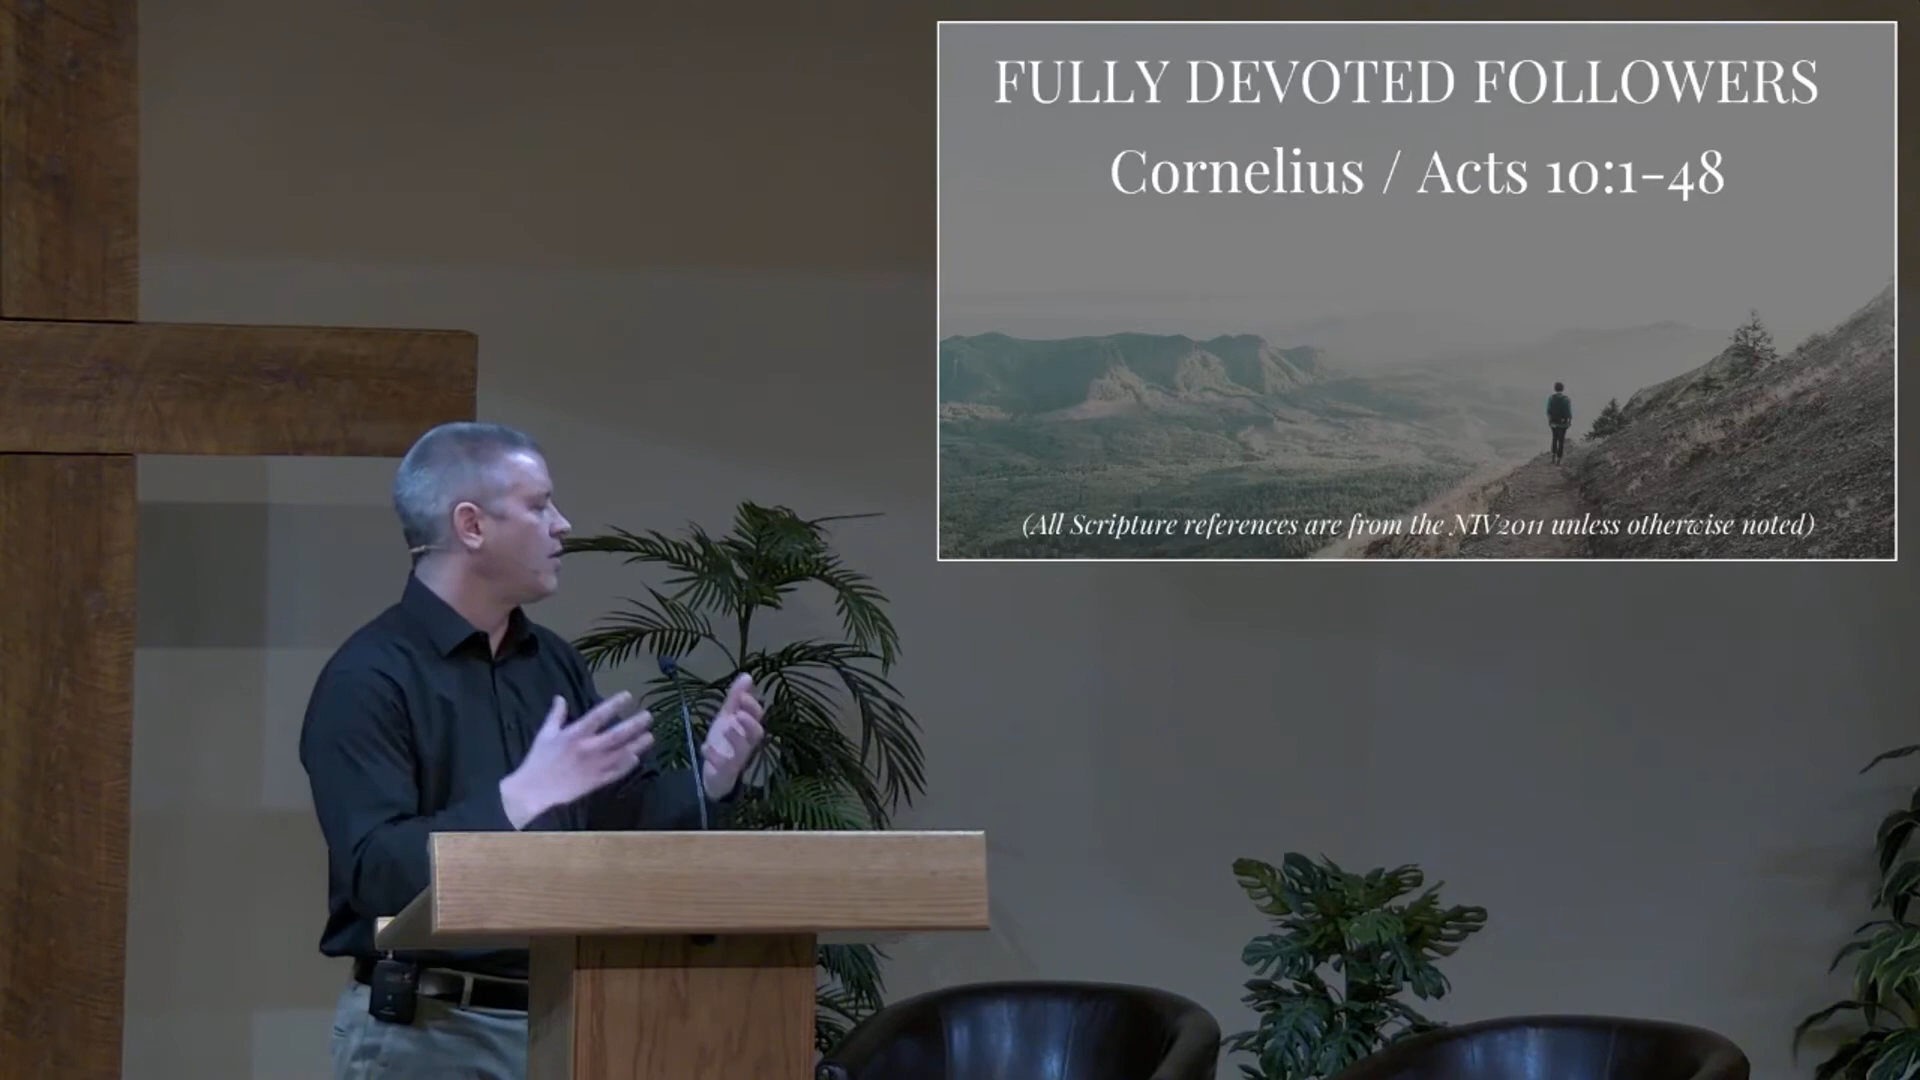 FULLY DEVOTED FOLLOWERS
Cornelius / Acts 10:1-48
(All Scripture references are from the NIV2011 unless otherwise noted)